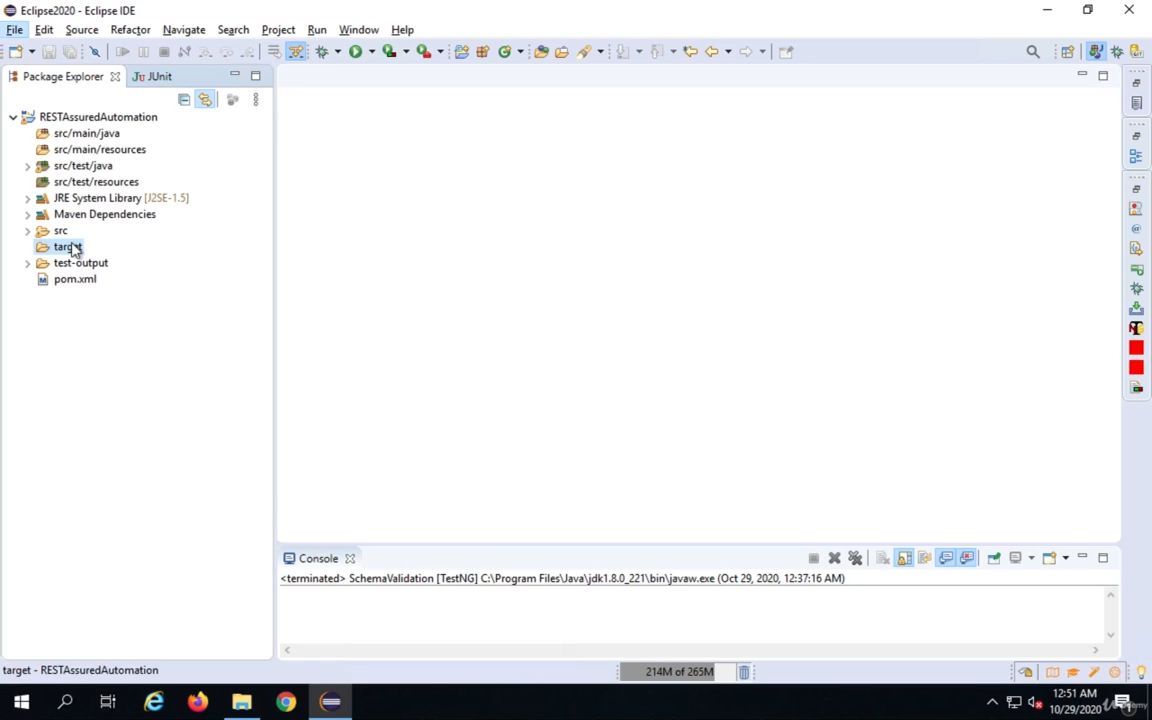 Eclipse2020 - Eclipse IDE
File Edit Source Refactor Navigate Search Project Run Window Help
Package Explorer JUnit
RESTAssuredAutomation
src/main/java
src/main/resources
src/test/java
src/test/resources
JRE System Library [J2SE-1.5]
Maven Dependencies
src
target
test-output
pom.xml
Console
<terminated> SchemaValidation [TestNG] C:\Program Files\Java\jdk1.8.0_221\bin\javaw.exe (Oct 29, 2020, 12:37:16 AM)
target - RESTAssuredAutomation
214M of 265M
12:51 AM
10/29/2020